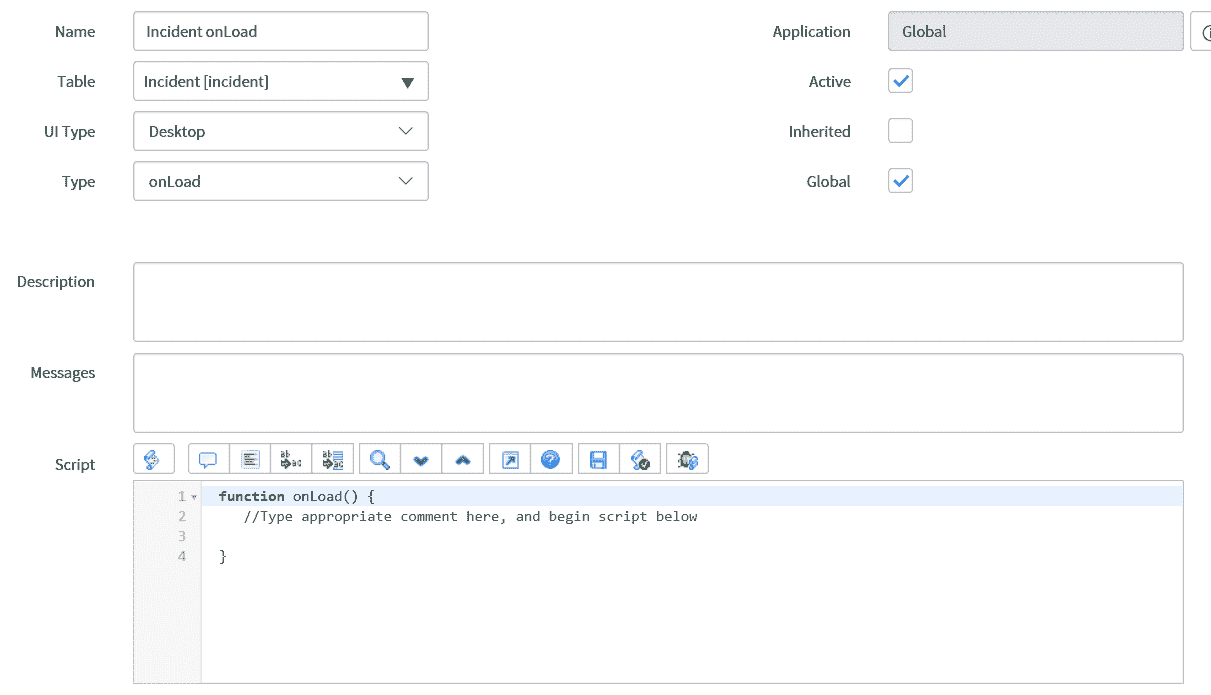 Name Incident onLoad Application Global
Table Incident [incident] Active
UI Type Desktop Inherited
Type onLoad Global
Description
Messages
Script
1 function onLoad() {
2 //Type appropriate comment here, and begin script below
3
4 }